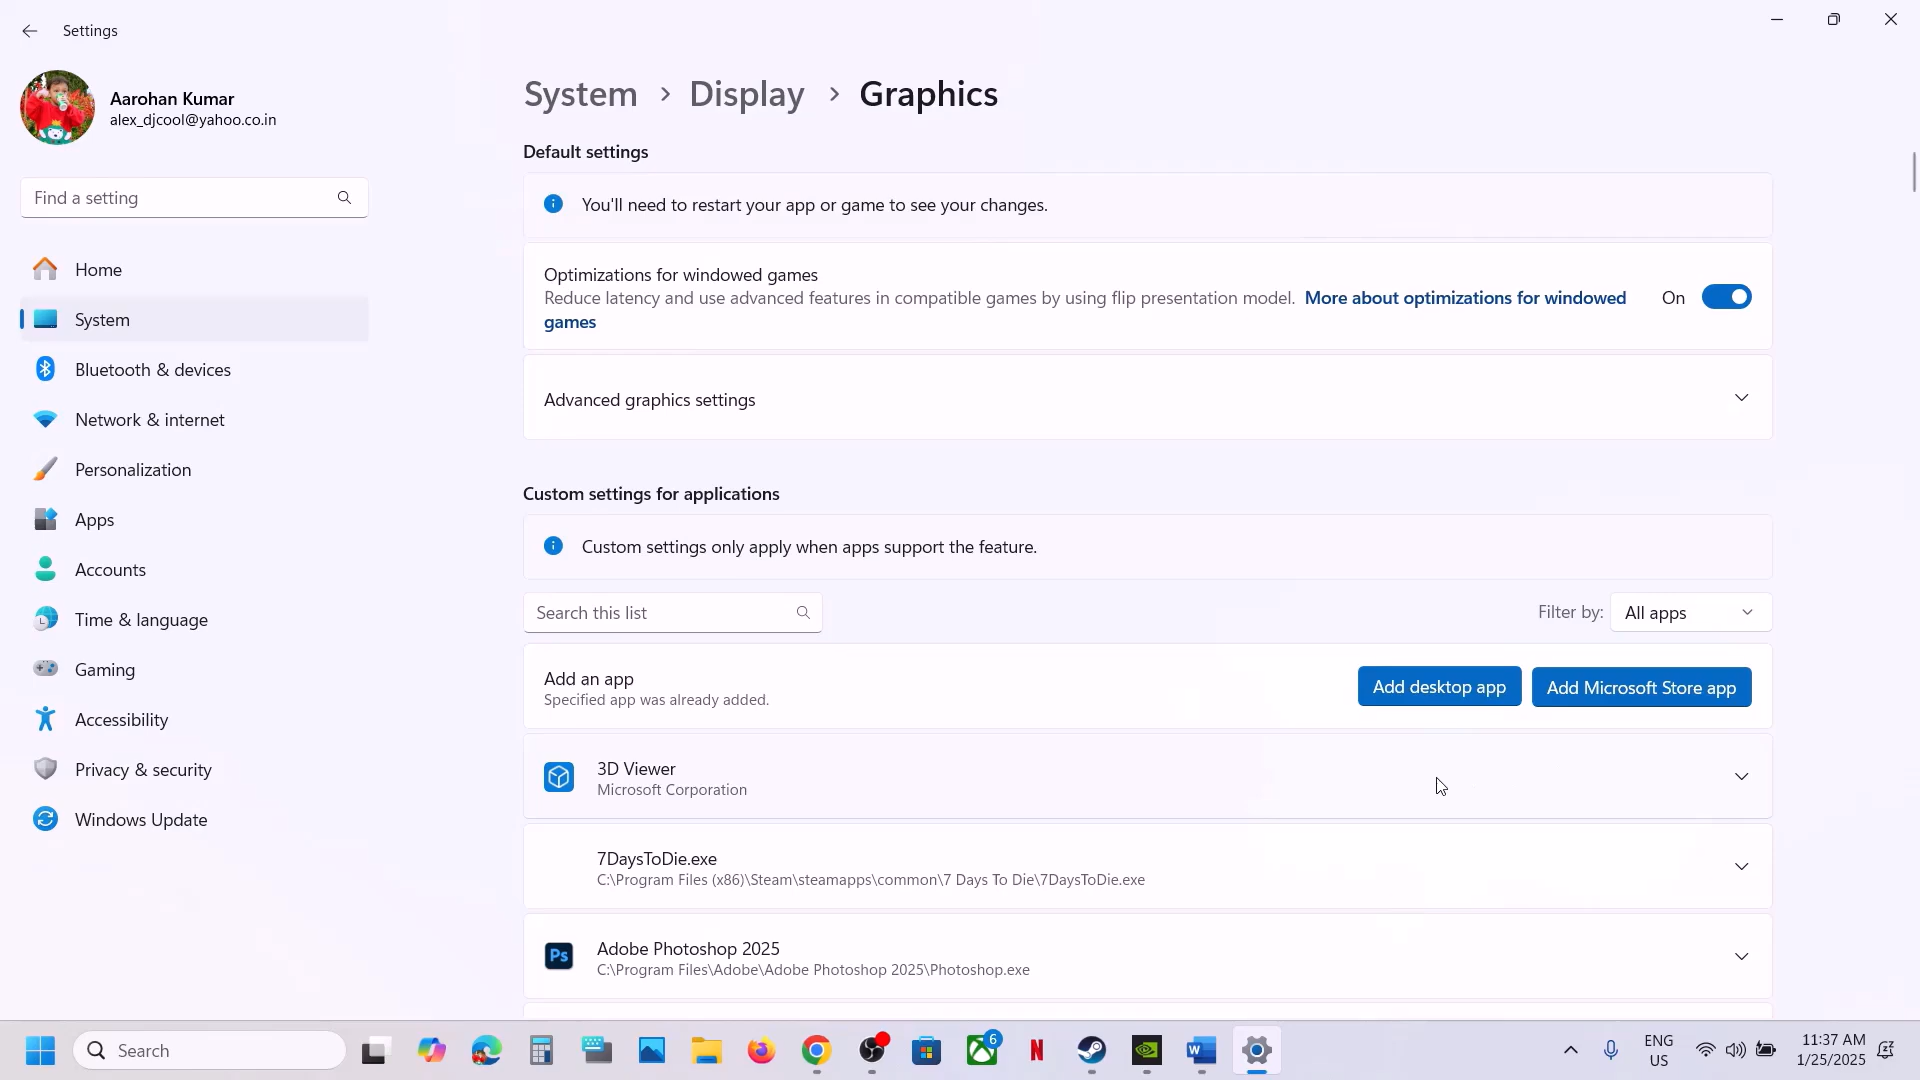 Settings
Aarohan Kumar
alex_djcool@yahoo.co.in
Find a setting
Home
System
Bluetooth & devices
Network & internet
Personalization
Apps
Accounts
Time & language
Gaming
Accessibility
Privacy & security
Windows Update
System > Display > Graphics
Default settings
You'll need to restart your app or game to see your changes.
Optimizations for windowed games
Reduce latency and use advanced features in compatible games by using flip presentation model. More about optimizations for windowed
games
On
Advanced graphics settings
Custom settings for applications
Custom settings only apply when apps support the feature.
Search this list
Filter by: All apps
Add an app
Specified app was already added.
Add desktop app
Add Microsoft Store app
3D Viewer
Microsoft Corporation
7DaysToDie.exe
C:\Program Files (x86)\Steam\steamapps\common\7 Days To Die\7DaysToDie.exe
Ps
Adobe Photoshop 2025
C:\Program Files\Adobe\Adobe Photoshop 2025\Photoshop.exe
Search
6
N
W
ENG
US
11:37 AM
1/25/2025